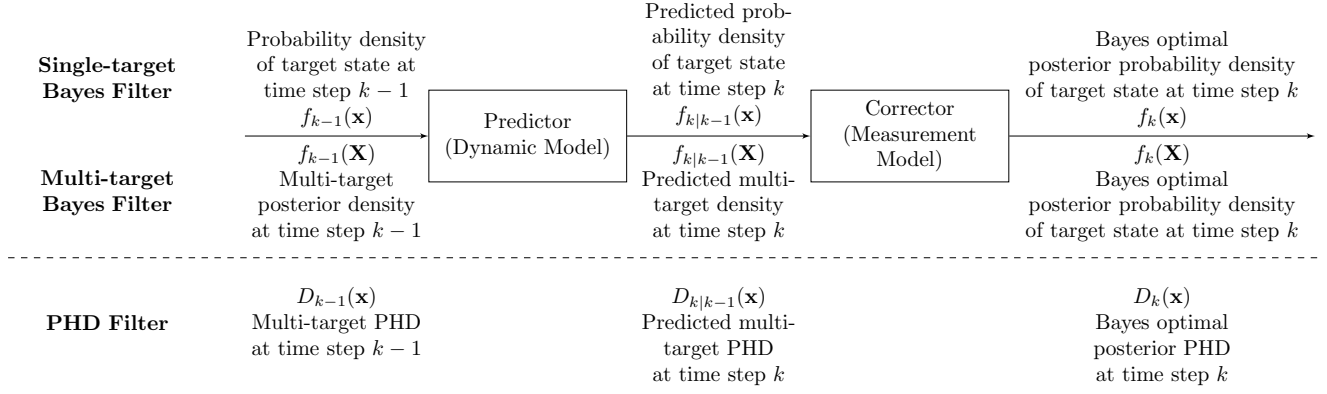 Single-target
Bayes Filter
Probability density
of target state at
time step k − 1
f_{k−1}(x)
Predictor
(Dynamic Model)
Predicted prob-
ability density
of target state
at time step k
f_{k|k−1}(x)
Corrector
(Measurement
Model)
Bayes optimal
posterior probability density
of target state at time step k
f_k(x)
Multi-target
Bayes Filter
f_{k−1}(X)
Multi-target
posterior density
at time step k − 1
f_{k|k−1}(X)
Predicted multi-
target density
at time step k
f_k(X)
Bayes optimal
posterior probability density
of target state at time step k
PHD Filter
D_{k−1}(x)
Multi-target PHD
at time step k − 1
D_{k|k−1}(x)
Predicted multi-
target PHD
at time step k
D_k(x)
Bayes optimal
posterior PHD
at time step k